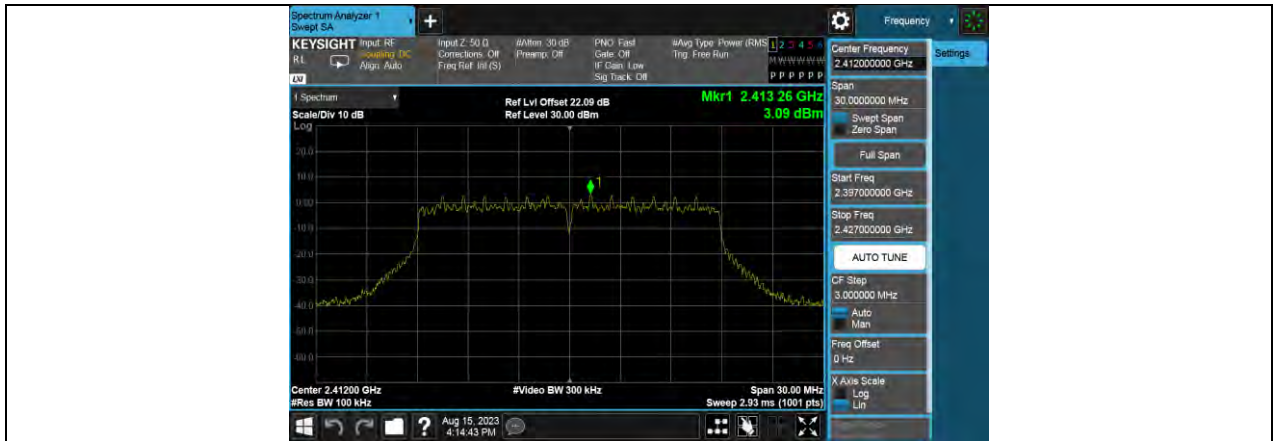 Spectrum Analyzer 1
Swept SA
+
Frequency
KEYSIGHT
Input: RF
Coupling: DC
Align: Auto
RL
LXI
Input Z: 50 Ω
Corrections: Off
Freq Ref: Int (S)
#Atten: 30 dB
Preamp: Off
PNO: Fast
Gate: Off
IF Gain: Low
Sig Track: Off
#Avg Type: Power (RMS
Trig: Free Run
1 2 3 4 5 6
M W W W W W
P P P P P P
1 Spectrum
Scale/Div 10 dB
Log
Ref Lvl Offset 22.09 dB
Ref Level 30.00 dBm
Mkr1 2.413 26 GHz
3.09 dBm
1
20.0
10.0
0.00
-10.0
-20.0
-30.0
-40.0
-50.0
-60.0
Center 2.41200 GHz
#Res BW 100 kHz
#Video BW 300 kHz
Span 30.00 MHz
Sweep 2.93 ms (1001 pts)
Center Frequency
2.412000000 GHz
Settings
Span
30.0000000 MHz
Swept Span
Zero Span
Full Span
Start Freq
2.397000000 GHz
Stop Freq
2.427000000 GHz
AUTO TUNE
CF Step
3.000000 MHz
Auto
Man
Freq Offset
0 Hz
X Axis Scale
Log
Lin
?
Aug 15, 2023
4:14:43 PM